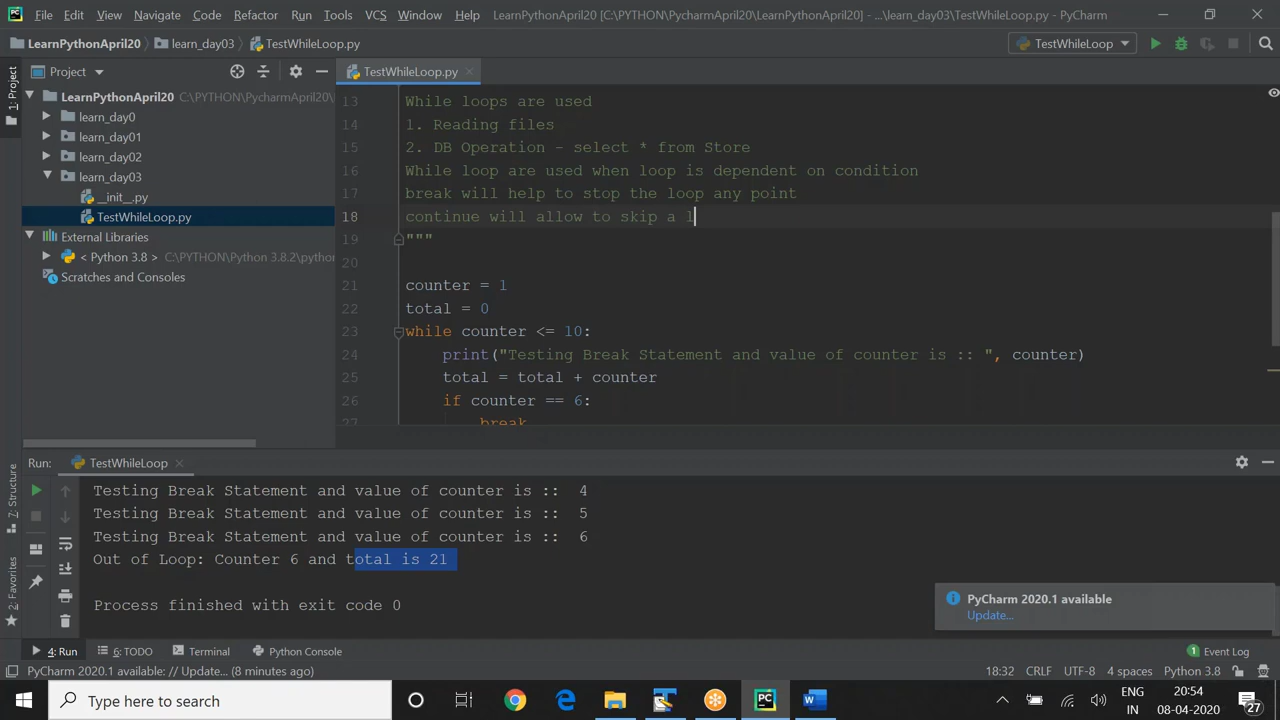 File Edit View Navigate Code Refactor Run Tools VCS Window Help LearnPythonApril20 [C:\PYTHON\PycharmApril20\LearnPythonApril20] - ...\learn_day03\TestWhileLoop.py - PyCharm
LearnPythonApril20 learn_day03 TestWhileLoop.py TestWhileLoop
Project TestWhileLoop.py
1: Project
LearnPythonApril20 C:\PYTHON\PycharmApril20\
learn_day0
learn_day01
learn_day02
learn_day03
__init__.py
TestWhileLoop.py
External Libraries
< Python 3.8 > C:\PYTHON\Python 3.8.2\python
Scratches and Consoles
13 While loops are used
14 1. Reading files
15 2. DB Operation - select * from Store
16 While loop are used when loop is dependent on condition
17 break will help to stop the loop any point
18 continue will allow to skip a l
19 """
20
21 counter = 1
22 total = 0
23 while counter <= 10:
24 print("Testing Break Statement and value of counter is :: ", counter)
25 total = total + counter
26 if counter == 6:
27 break
Run: TestWhileLoop
7: Structure
2: Favorites
Testing Break Statement and value of counter is :: 4
Testing Break Statement and value of counter is :: 5
Testing Break Statement and value of counter is :: 6
Out of Loop: Counter 6 and total is 21
Process finished with exit code 0
PyCharm 2020.1 available
Update...
4: Run 6: TODO Terminal Python Console 1 Event Log
PyCharm 2020.1 available: // Update... (8 minutes ago) 18:32 CRLF UTF-8 4 spaces Python 3.8
Type here to search
ENG
IN
20:54
08-04-2020
27